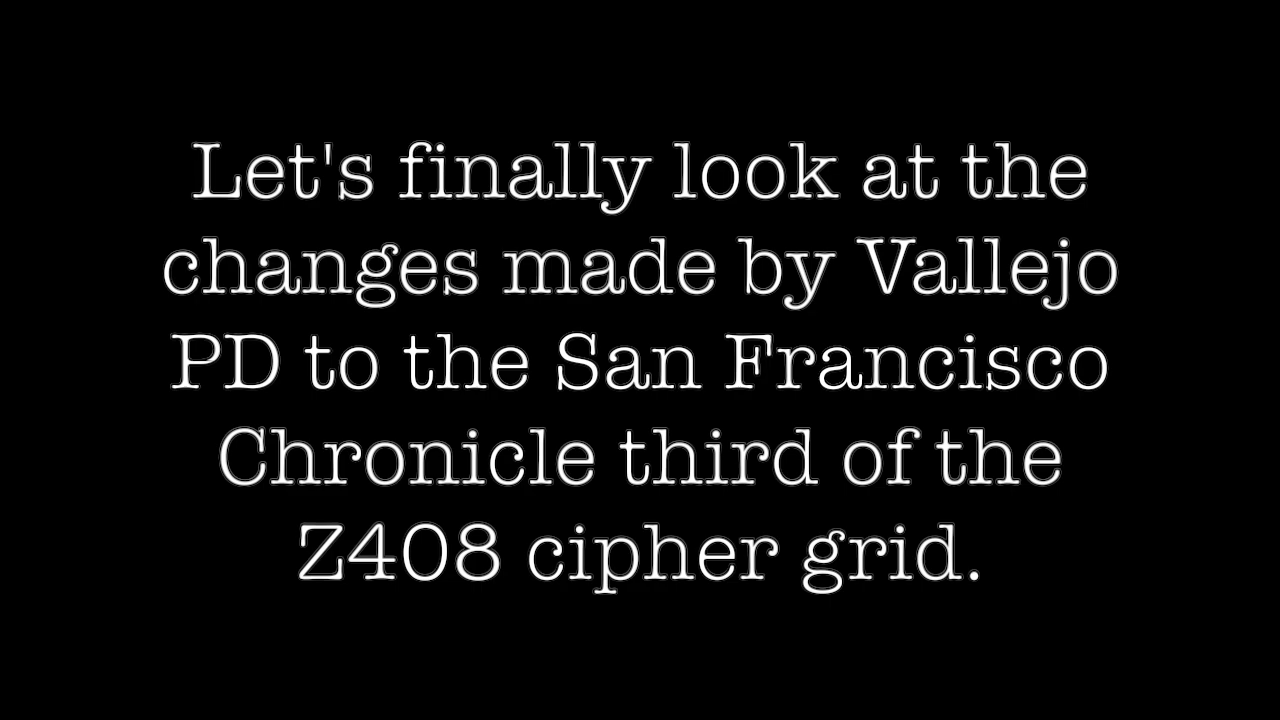 Let's finally look at the
changes made by Vallejo
PD to the San Francisco
Chronicle third of the
Z408 cipher grid.